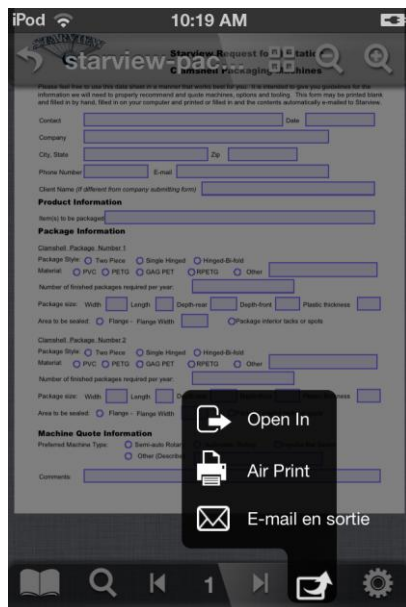 iPod 10:19 AM
STARVIEW
Starview Request for Quotation
starview-pac...
Clamshell Packaging Machines
Please feel free to use this data sheet in a manner that works best for you. It is intended to give you guidelines for the
information we will need to properly recommend and quote machines, options and tooling. This form may be printed blank
and filled in by hand, filled in on your computer and printed or filled in and the contents automatically e-mailed to Starview.
Contact Date
Company
City, State Zip
Phone Number E-mail
Client Name (if different from company submitting form)
Product Information
Item(s) to be packaged
Package Information
Clamshell Package Number 1
Package Style: Two Piece Single Hinged Hinged-Bi-fold
Material: PVC PETG GAG PET RPETG Other
Number of finished packages required per year:
Package size: Width Length Depth-rear Depth-front Plastic thickness
Area to be sealed: Flange - Flange Width Package interior tacks or spots
Clamshell Package Number 2
Package Style: Two Piece Single Hinged Hinged-Bi-fold
Material: PVC PETG GAG PET RPETG Other
Number of finished packages required per year:
Package size: Width Length
Area to be sealed: Flange - Flange Width
Machine Quote Information
Preferred Machine Type: Semi-auto Rotary
Other (Describe)
Comments:
Open In
Air Print
E-mail en sortie
1